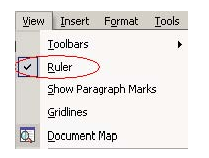 View Insert Format Tools
Toolbars
Ruler
Show Paragraph Marks
Gridlines
Document Map